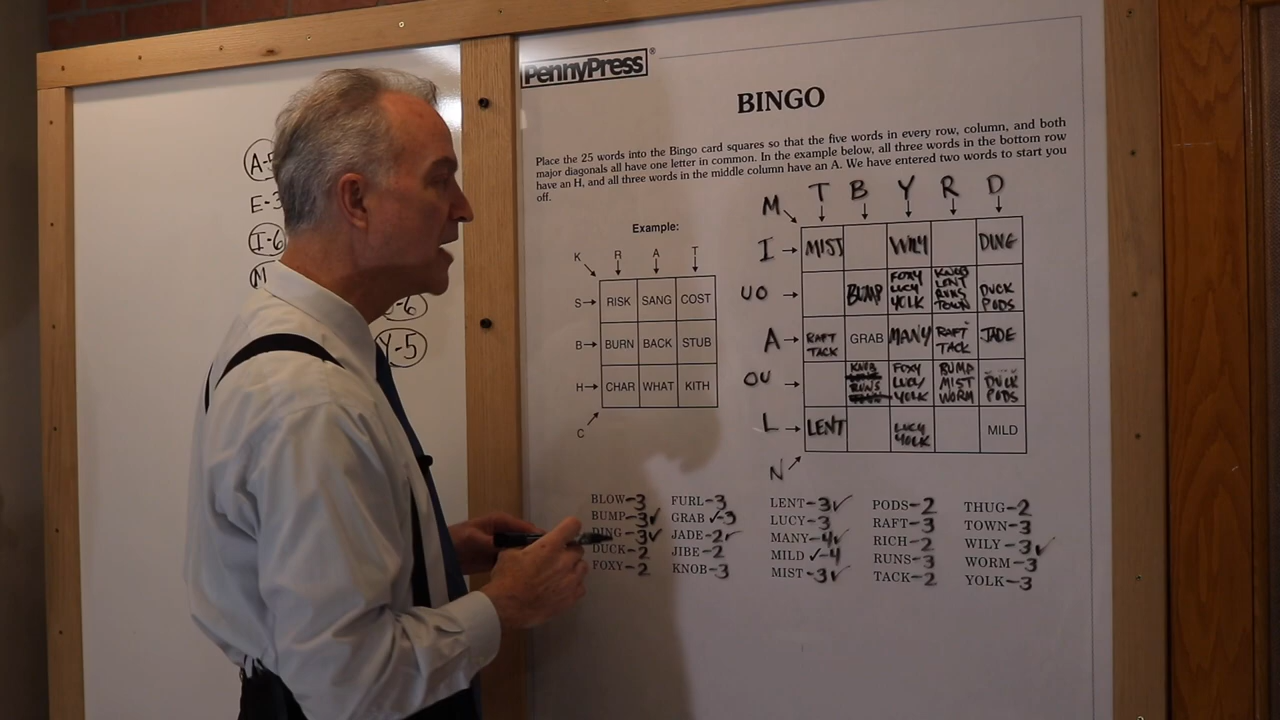 PennyPress®
BINGO
Place the 25 words into the Bingo card squares so that the five words in every row, column, and both
major diagonals all have one letter in common. In the example below, all three words in the bottom row
have an H, and all three words in the middle column have an A. We have entered two words to start you
off.
A-5
E-3
I-6
M
-6
Y-5
Example:
K R A T
S RISK SANG COST
B BURN BACK STUB
H CHAR WHAT KITH
C
M T B Y R D
I MIST WILY DING
UO BUMP FOXY LUCY YOLK KNOB LENT RUNS TOWN DUCK PODS
A RAFT TACK GRAB MANY RAFT TACK JADE
OU KNOB RUNS FOXY LUCY YOLK BUMP MIST WORM DUCK PODS
L LENT LUCY YOLK MILD
N
BLOW-3 FURL-3 LENT-3✓ PODS-2 THUG-2
BUMP-3✓ GRAB ✓-3 LUCY-3 RAFT-3 TOWN-3
DING-3✓ JADE-2✓ MANY-4✓ RICH-2 WILY-3✓
DUCK-2 JIBE-2 MILD ✓-4 RUNS-3 WORM-3
FOXY-2 KNOB-3 MIST-3✓ TACK-2 YOLK-3